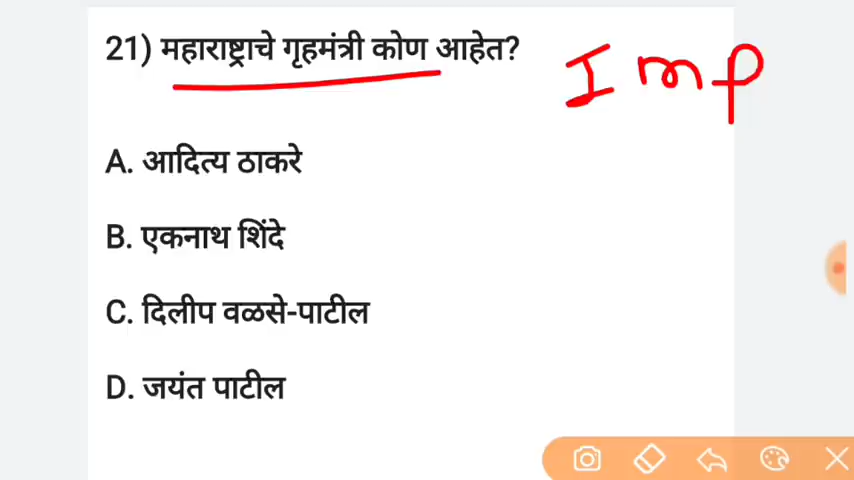 21) महाराष्ट्राचे गृहमंत्री कोण आहेत?
Imp
A. आदित्य ठाकरे
B. एकनाथ शिंदे
C. दिलीप वळसे-पाटील
D. जयंत पाटील